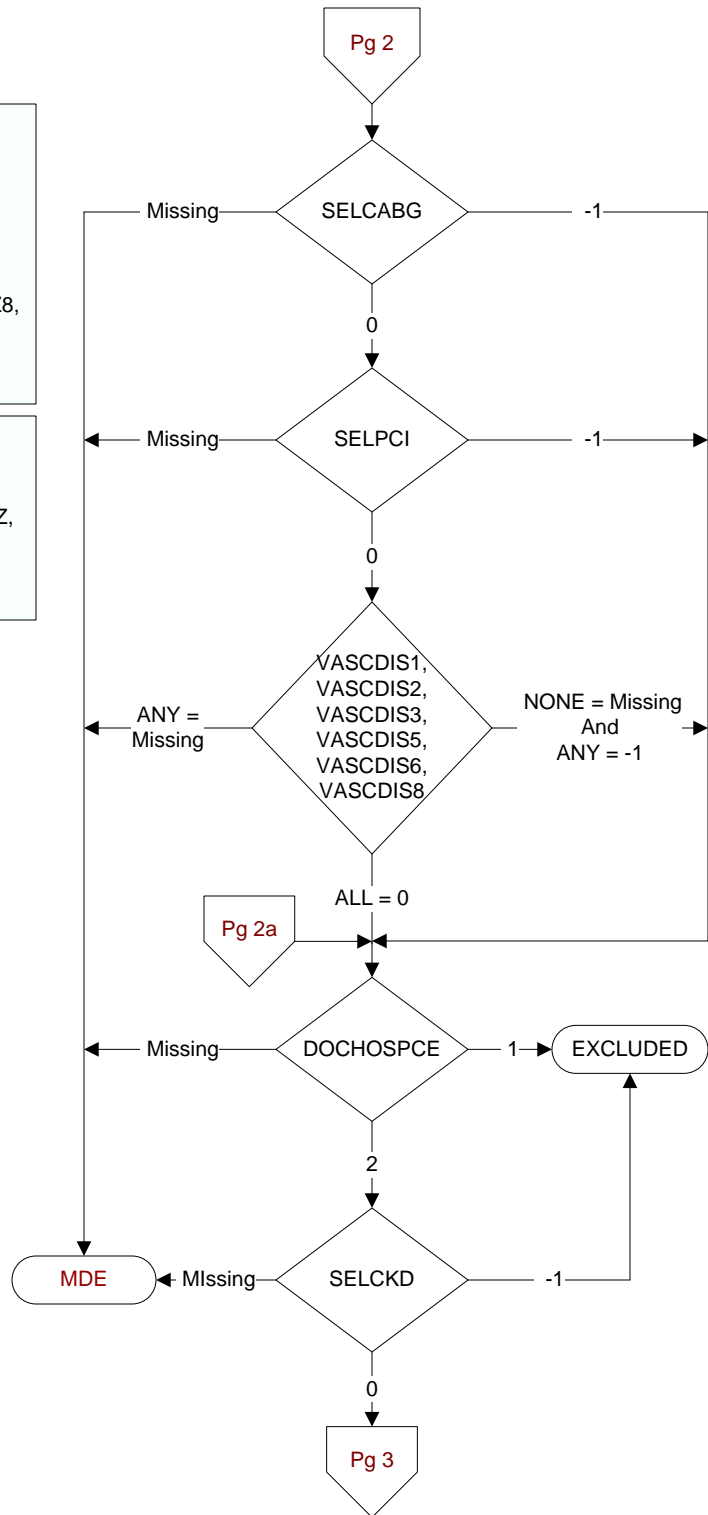 Pg 2
Missing
SELCABG
-1
0
Missing
SELPCI
-1
0
ANY =
Missing
VASCDIS1,
VASCDIS2,
VASCDIS3,
VASCDIS5,
VASCDIS6,
VASCDIS8
NONE = Missing
And
ANY = -1
ALL = 0
Pg 2a
Missing
DOCHOSPCE
1
EXCLUDED
2
MDE
MIssing
SELCKD
-1
0
Pg 3